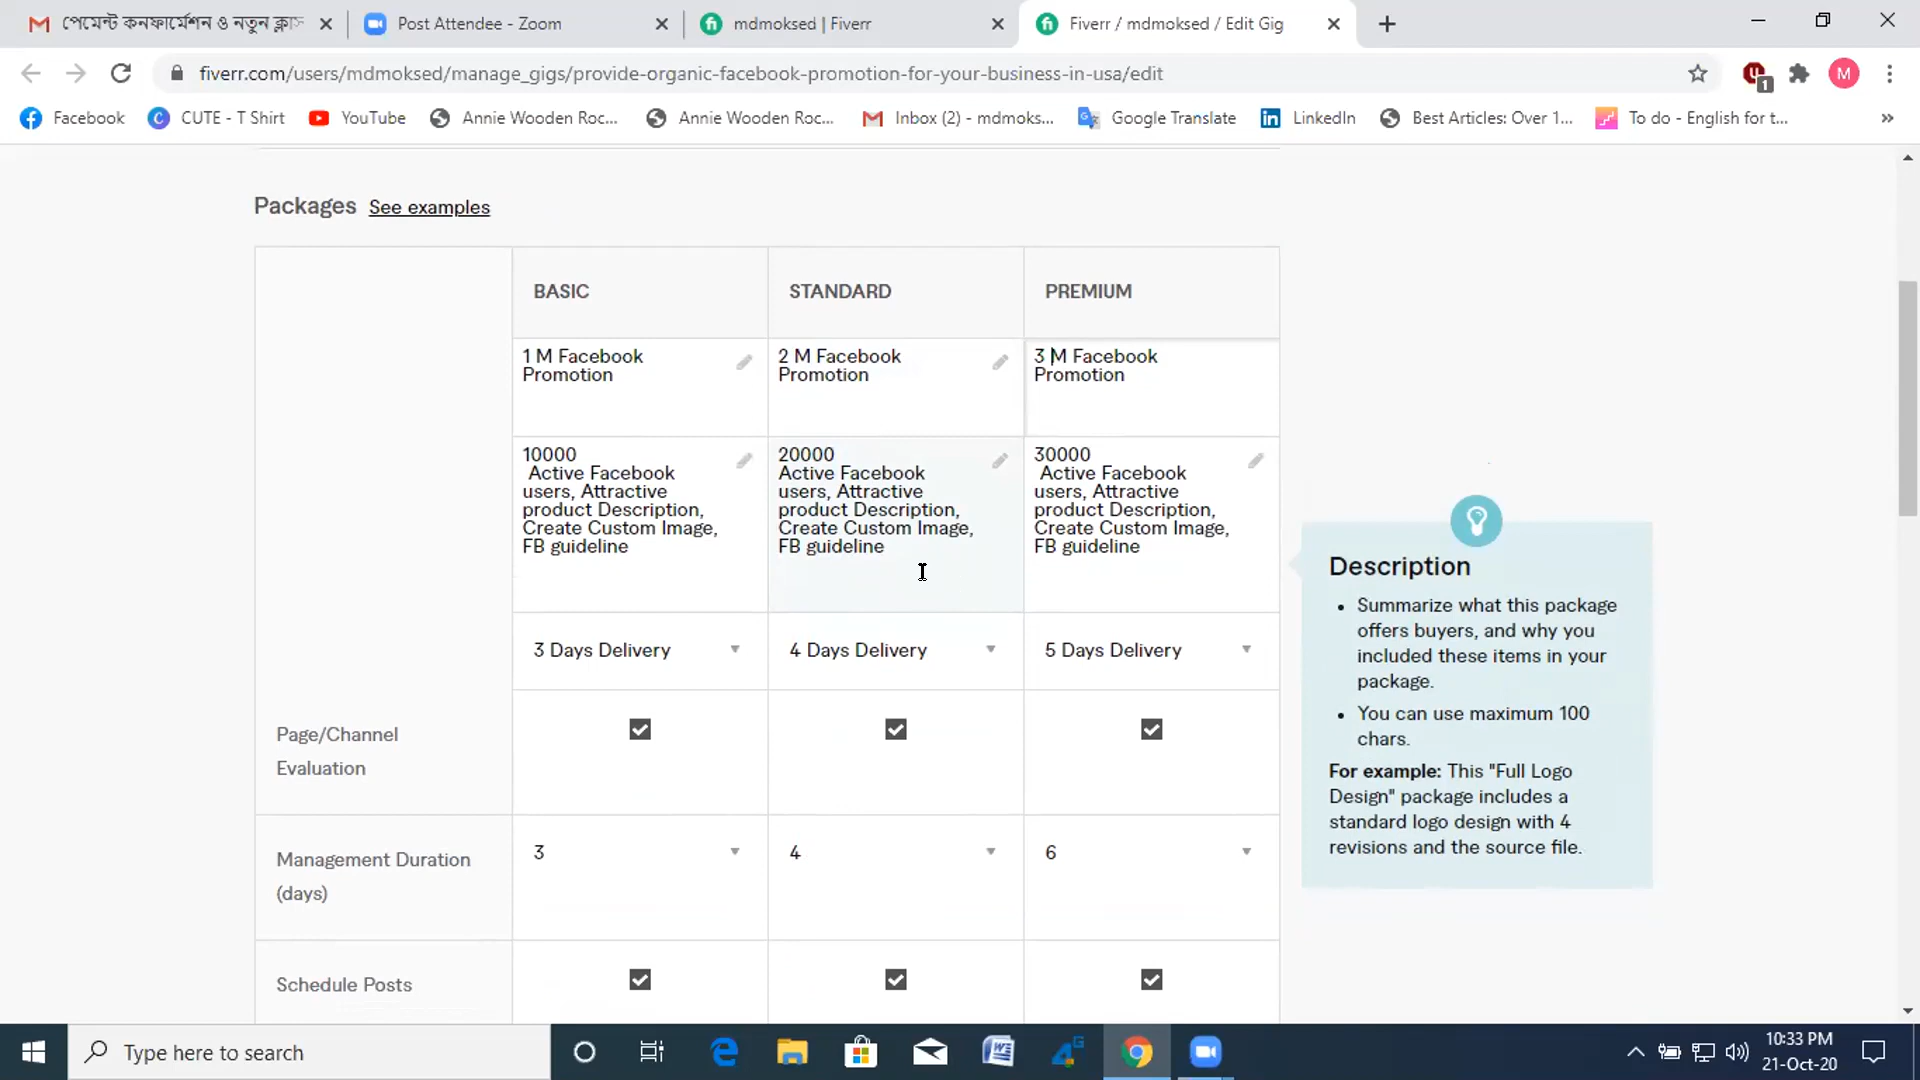 পেমেন্ট কনফার্মেশন ও নতুন ক্লাস
Post Attendee - Zoom
mdmoksed | Fiverr
Fiverr / mdmoksed / Edit Gig
fiverr.com/users/mdmoksed/manage_gigs/provide-organic-facebook-promotion-for-your-business-in-usa/edit
1
M
Facebook
CUTE - T Shirt
YouTube
Annie Wooden Roc...
Annie Wooden Roc...
Inbox (2) - mdmoks...
Google Translate
LinkedIn
Best Articles: Over 1...
To do - English for t...
Packages See examples
BASIC
STANDARD
PREMIUM
1 M Facebook
Promotion
2 M Facebook
Promotion
3 M Facebook
Promotion
10000
Active Facebook
users, Attractive
product Description,
Create Custom Image,
FB guideline
20000
Active Facebook
users, Attractive
product Description,
Create Custom Image,
FB guideline
30000
Active Facebook
users, Attractive
product Description,
Create Custom Image,
FB guideline
3 Days Delivery
4 Days Delivery
5 Days Delivery
Page/Channel
Evaluation
Management Duration
(days)
3
4
6
Schedule Posts
Description
• Summarize what this package
offers buyers, and why you
included these items in your
package.
• You can use maximum 100
chars.
For example: This "Full Logo
Design" package includes a
standard logo design with 4
revisions and the source file.
Type here to search
10:33 PM
21-Oct-20